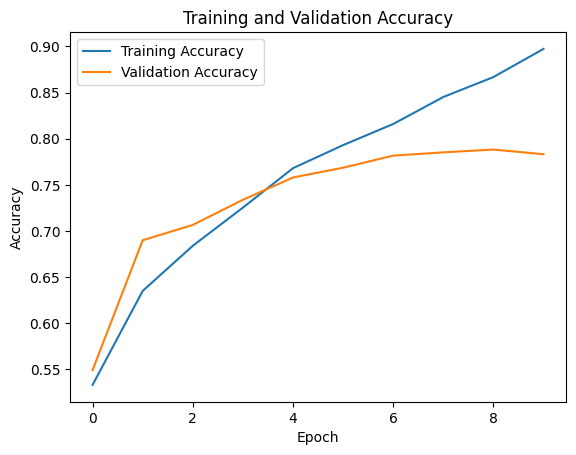 Training and Validation Accuracy
Training Accuracy
Validation Accuracy
0.90
0.85
0.80
0.75
0.70
0.65
0.60
0.55
Accuracy
0 2 4 6 8
Epoch